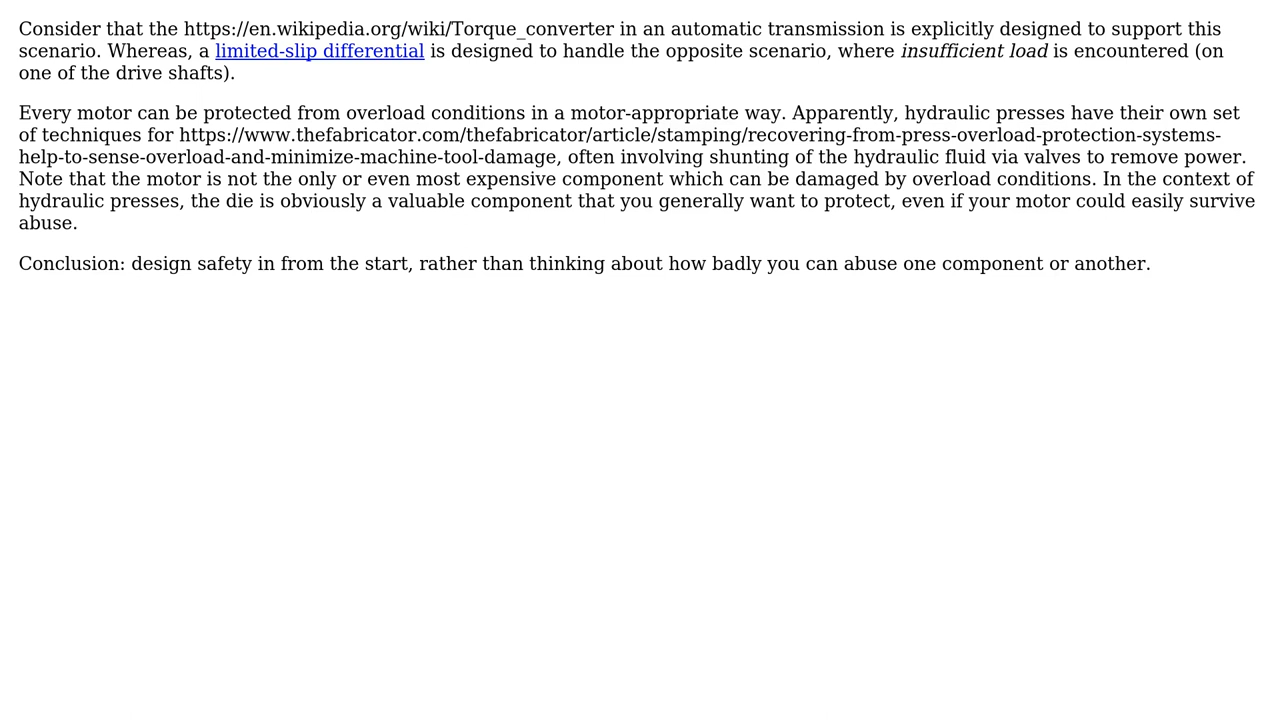 Consider that the https://en.wikipedia.org/wiki/Torque_converter in an automatic transmission is explicitly designed to support this
scenario. Whereas, a limited-slip differential is designed to handle the opposite scenario, where insufficient load is encountered (on
one of the drive shafts).
Every motor can be protected from overload conditions in a motor-appropriate way. Apparently, hydraulic presses have their own set
of techniques for https://www.thefabricator.com/thefabricator/article/stamping/recovering-from-press-overload-protection-systems-
help-to-sense-overload-and-minimize-machine-tool-damage, often involving shunting of the hydraulic fluid via valves to remove power.
Note that the motor is not the only or even most expensive component which can be damaged by overload conditions. In the context of
hydraulic presses, the die is obviously a valuable component that you generally want to protect, even if your motor could easily survive
abuse.
Conclusion: design safety in from the start, rather than thinking about how badly you can abuse one component or another.